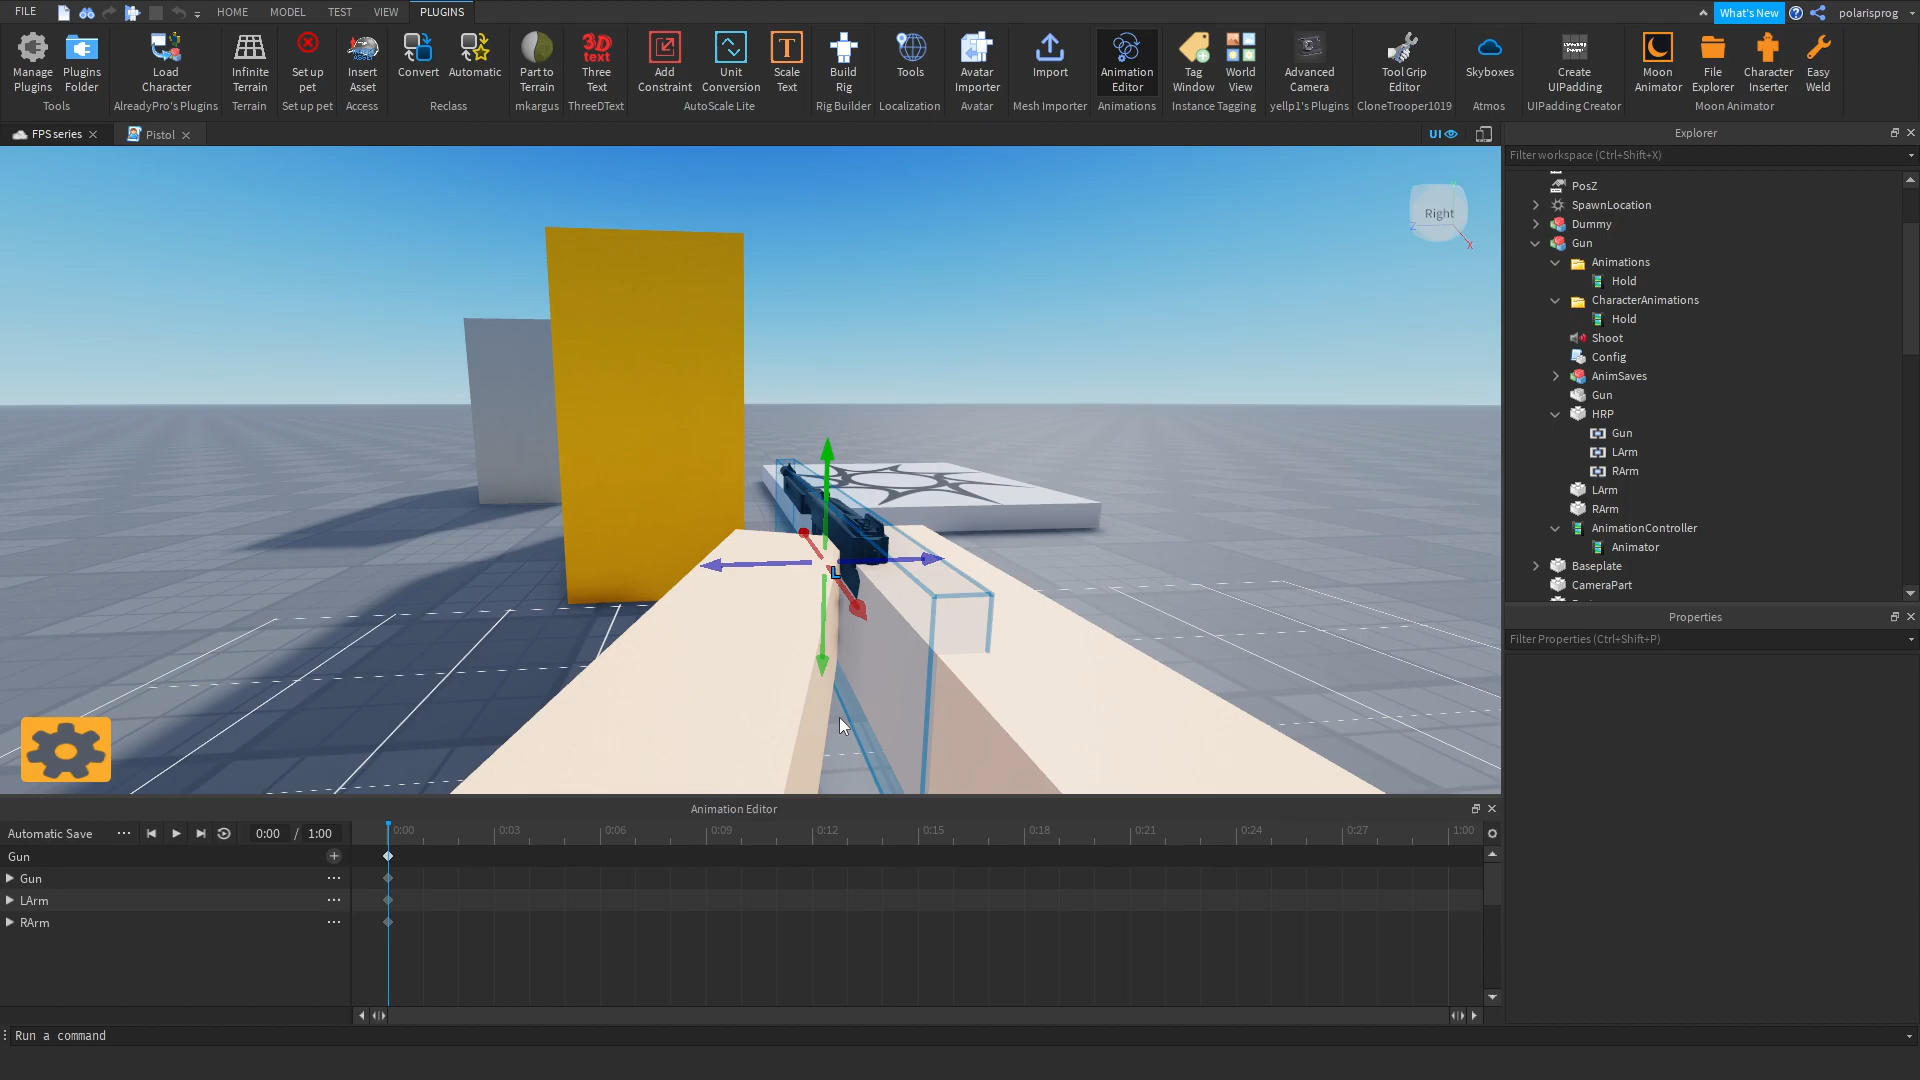 FILE
HOME
MODEL
TEST
VIEW
PLUGINS
What's New
polarisprog
Manage Plugins
Plugins Folder
Load Character
Infinite Terrain
Set up pet
Insert Asset
Convert
Automatic
Part to Terrain
3D text
Three Text
Add Constraint
Unit Conversion
Scale Text
Build Rig
Tools
Avatar Importer
Import
Animation Editor
Tag Window
World View
Advanced Camera
Tool Grip Editor
Skyboxes
Create UIPadding
Moon Animator
File Explorer
Character Inserter
Easy Weld
Tools
AlreadyPro's Plugins
Terrain
Set up pet
Access
Reclass
mkargus
ThreeDText
AutoScale Lite
Rig Builder
Localization
Avatar
Mesh Importer
Animations
Instance Tagging
yellp1's Plugins
CloneTrooper1019
Atmos
UIPadding Creator
Moon Animator
FPS series
Pistol
UI
Explorer
Filter workspace (Ctrl+Shift+X)
PosZ
SpawnLocation
Dummy
Gun
Animations
Hold
CharacterAnimations
Hold
Shoot
Config
AnimSaves
Gun
HRP
Gun
LArm
RArm
LArm
RArm
AnimationController
Animator
Baseplate
CameraPart
Properties
Filter Properties (Ctrl+Shift+P)
Right
Z
X
L
Animation Editor
Automatic Save
0:00 / 1:00
0:00 0:03 0:06 0:09 0:12 0:15 0:18 0:21 0:24 0:27 1:00
Gun
Gun
LArm
RArm
Run a command